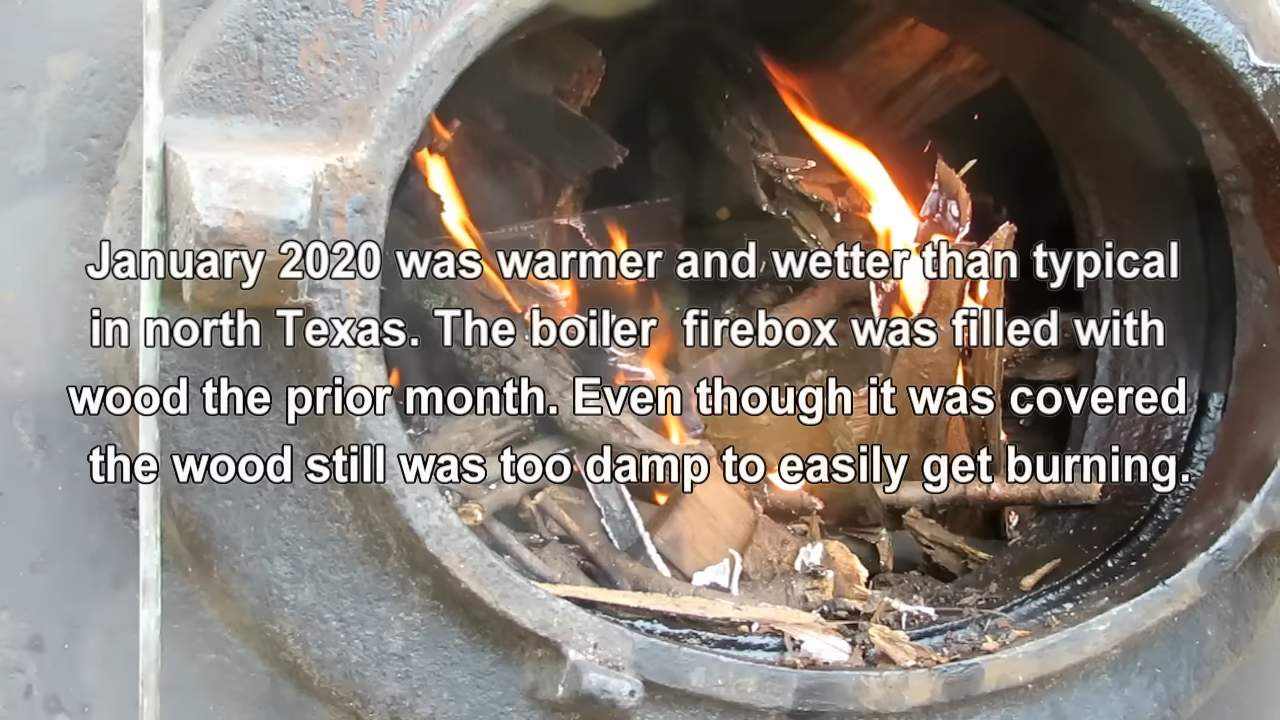 January 2020 was warmer and wetter than typical
in north Texas. The boiler  firebox was filled with
wood the prior month. Even though it was covered
the wood still was too damp to easily get burning.